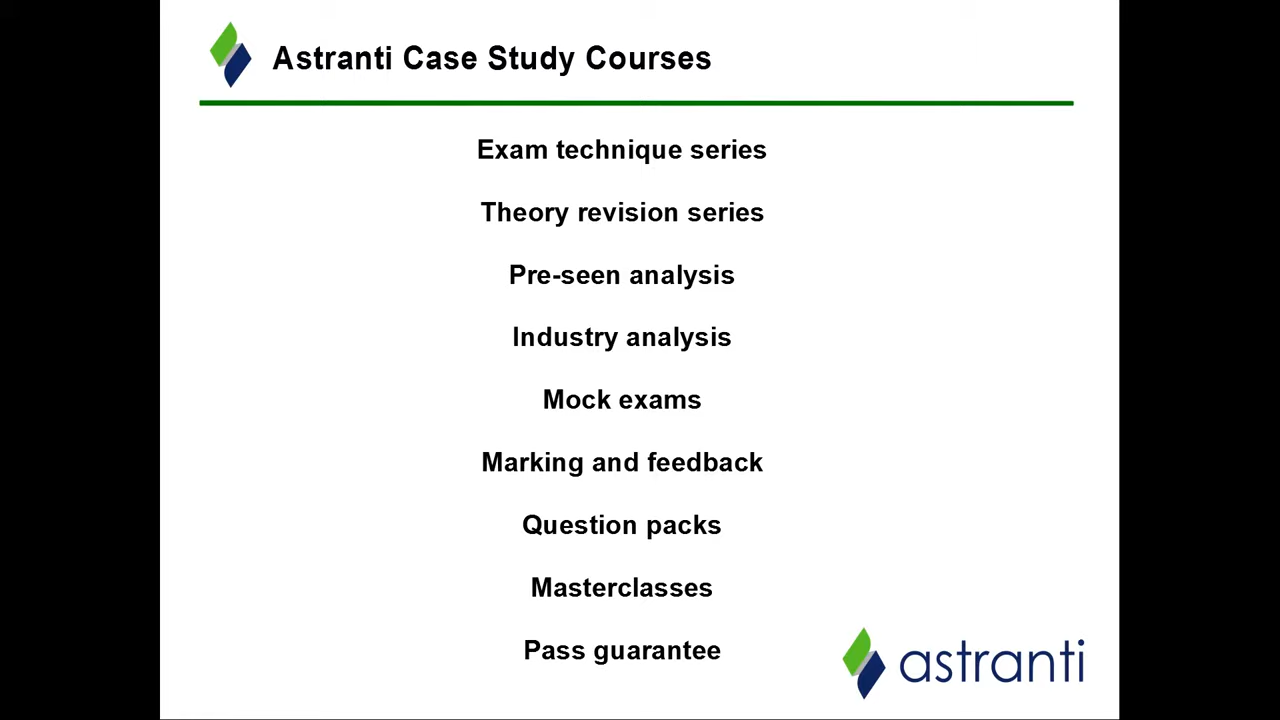 Astranti Case Study Courses
Exam technique series
Theory revision series
Pre-seen analysis
Industry analysis
Mock exams
Marking and feedback
Question packs
Masterclasses
Pass guarantee
astranti